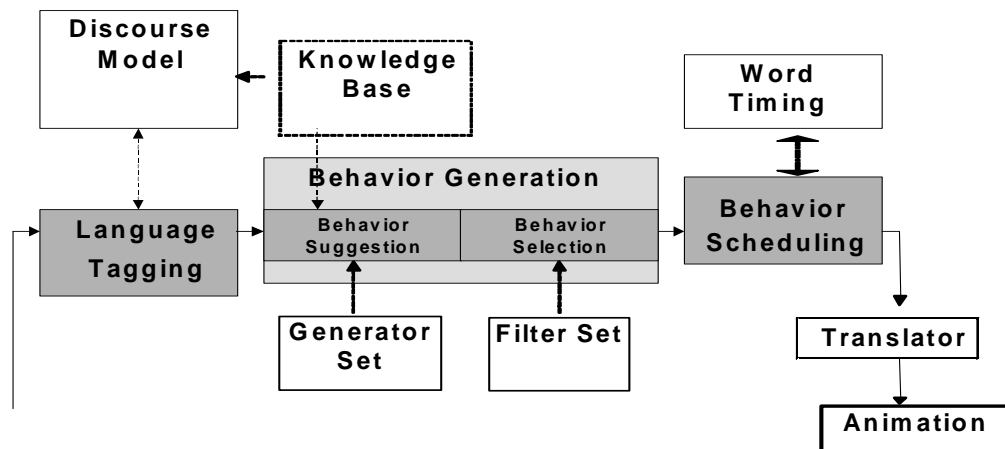 Discourse
Model
Knowledge
Base
Word
Timing
Behavior Generation
Language
Tagging
Behavior
Suggestion
Behavior
Selection
Behavior
Scheduling
Generator
Set
Filter Set
Translator
Animation